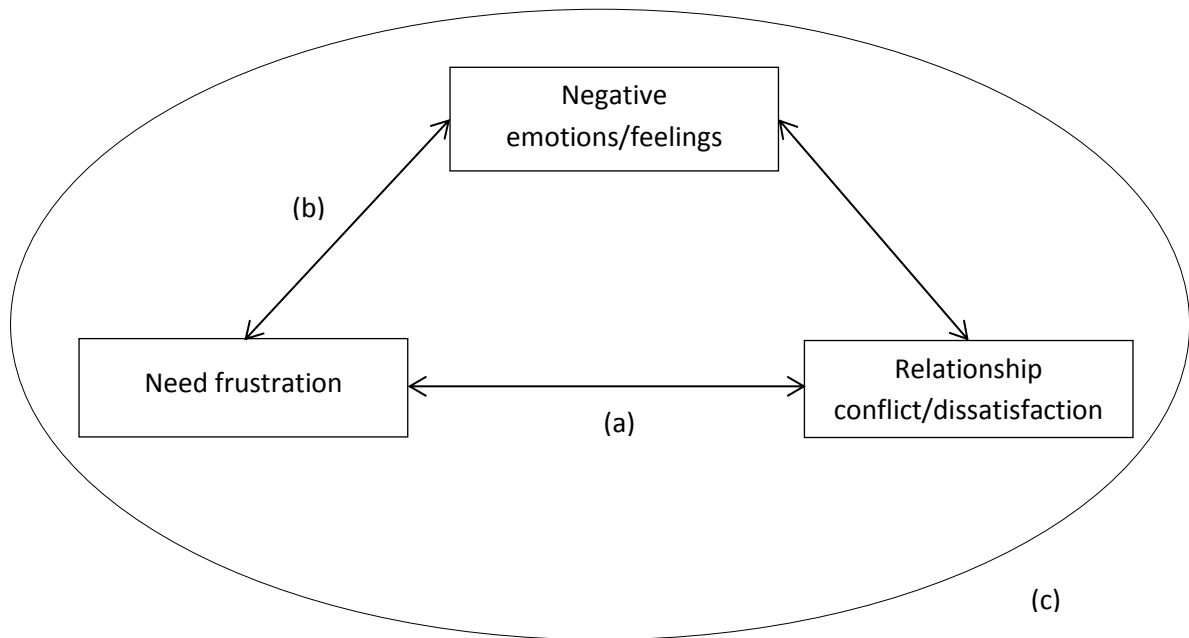 Negative
emotions/feelings
(b)
Need frustration
Relationship
conflict/dissatisfaction
(a)
(c)